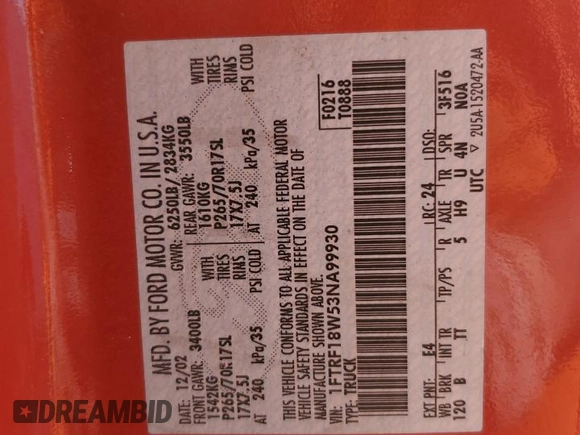 MFD. BY FORD MOTOR CO. IN U.S.A.
DATE: 12/02 GVWR: 6250LB/ 2834KG
FRONT GAWR: 3400LB REAR GAWR: 3550LB
1542KG 1610KG WITH
P265/70R17SL P265/70R17SL TIRES
17X7.5J RIMS 17X7.5J RIMS
AT 240 kPa/35 PSI COLD AT 240 kPa/35 PSI COLD
THIS VEHICLE CONFORMS TO ALL APPLICABLE FEDERAL MOTOR
VEHICLE SAFETY STANDARDS IN EFFECT ON THE DATE OF
MANUFACTURE SHOWN ABOVE.
VIN: 1FTRF18W53NA99930
TYPE: TRUCK
F0216
T0888
EXT PNT: E4 RC: 24 DSO: 3F516
WB BRK INT TR TP/PS R AXLE TR SPR N0A
120 B TT 5 H9 U 4N
UTC ▽ 2U5A-1520472-AA
DREAMBID